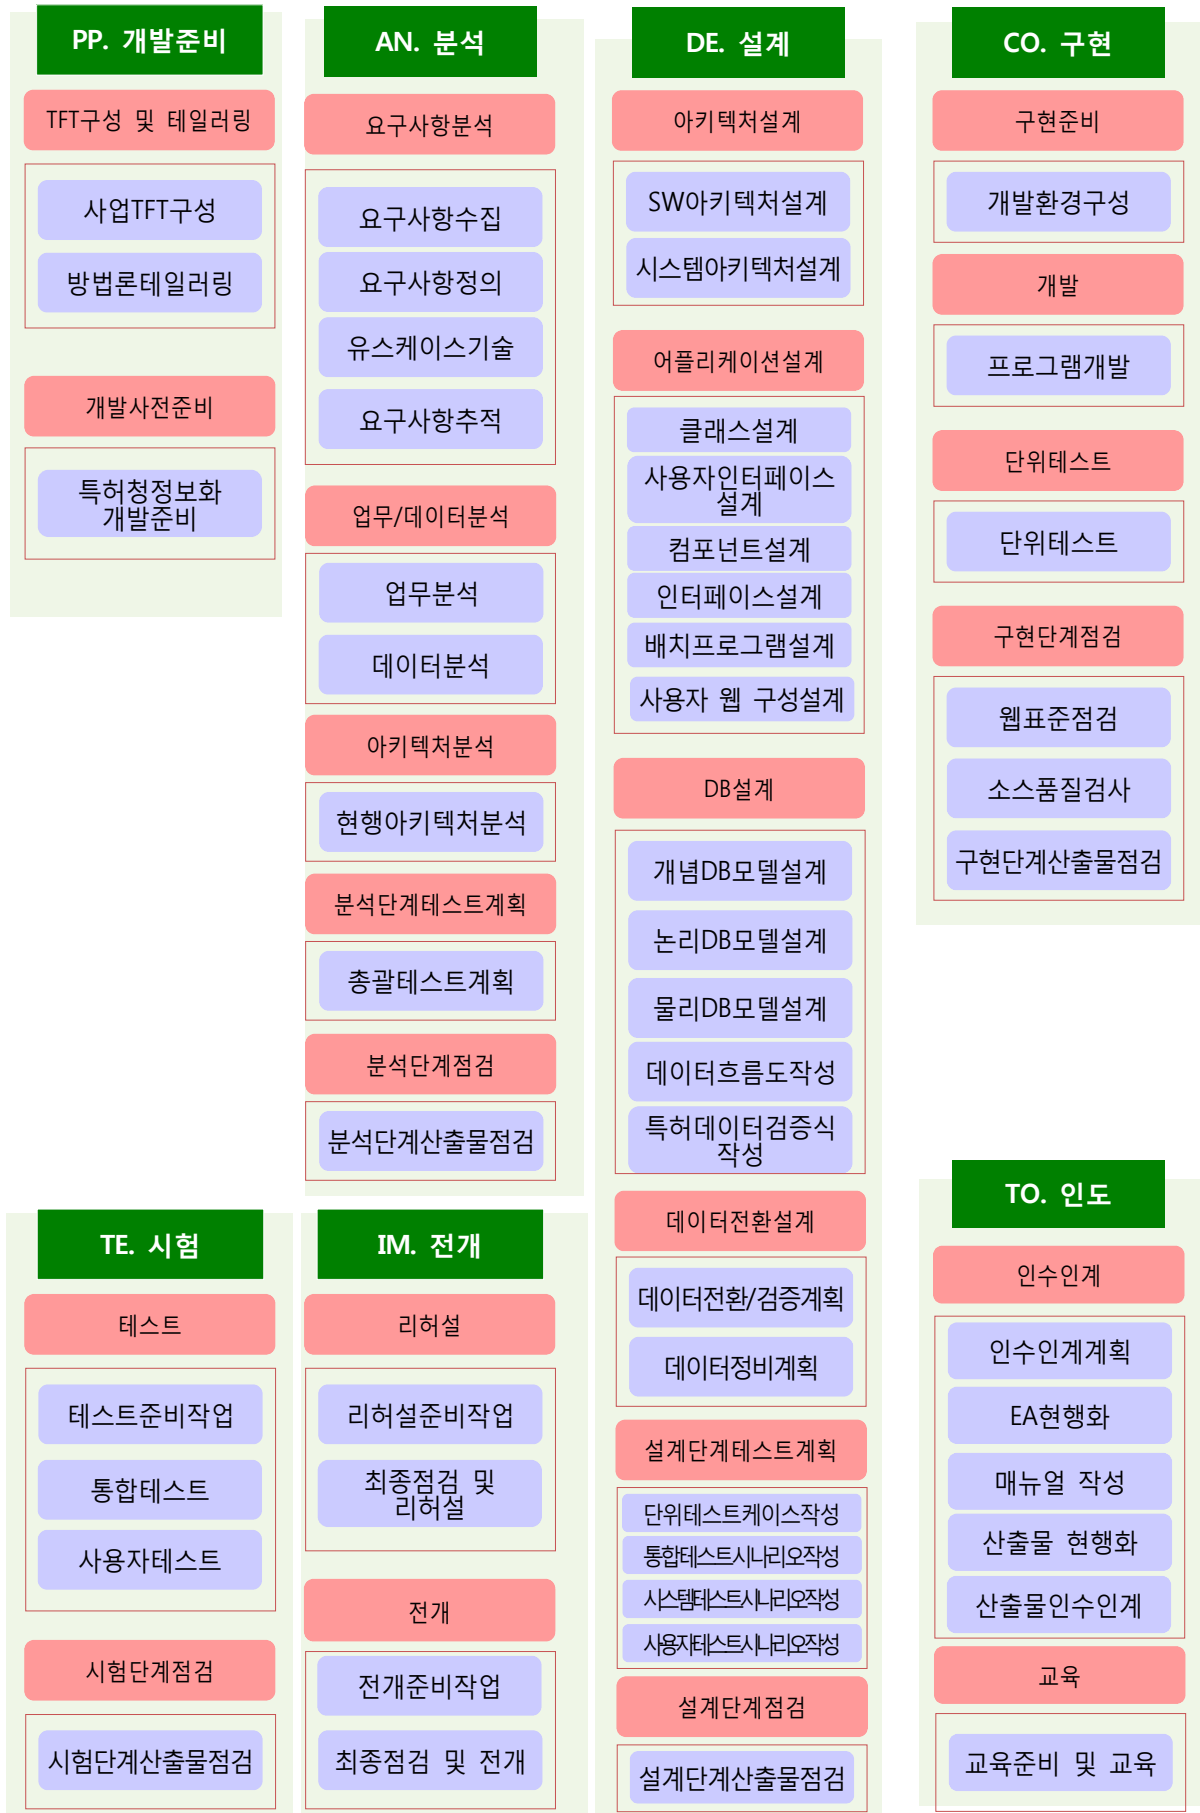 PP. 개발준비
TFT구성 및 테일러링
사업TFT구성
방법론테일러링
개발사전준비
특허청정보화
개발준비
AN. 분석
요구사항분석
요구사항수집
요구사항정의
유스케이스기술
요구사항추적
업무/데이터분석
업무분석
데이터분석
아키텍처분석
현행아키텍처분석
분석단계테스트계획
총괄테스트계획
분석단계점검
분석단계산출물점검
DE. 설계
아키텍처설계
SW아키텍처설계
시스템아키텍처설계
어플리케이션설계
클래스설계
사용자인터페이스
설계
컴포넌트설계
인터페이스설계
배치프로그램설계
사용자 웹 구성설계
DB설계
개념DB모델설계
논리DB모델설계
물리DB모델설계
데이터흐름도작성
특허데이터검증식
작성
데이터전환설계
데이터전환/검증계획
데이터정비계획
설계단계테스트계획
단위테스트케이스작성
통합테스트시나리오작성
시스템테스트시나리오작성
사용자테스트시나리오작성
설계단계점검
설계단계산출물점검
CO. 구현
구현준비
개발환경구성
개발
프로그램개발
단위테스트
단위테스트
구현단계점검
웹표준점검
소스품질검사
구현단계산출물점검
TE. 시험
테스트
테스트준비작업
통합테스트
사용자테스트
시험단계점검
시험단계산출물점검
IM. 전개
리허설
리허설준비작업
최종점검 및
리허설
전개
전개준비작업
최종점검 및 전개
TO. 인도
인수인계
인수인계계획
EA현행화
매뉴얼 작성
산출물 현행화
산출물인수인계
교육
교육준비 및 교육